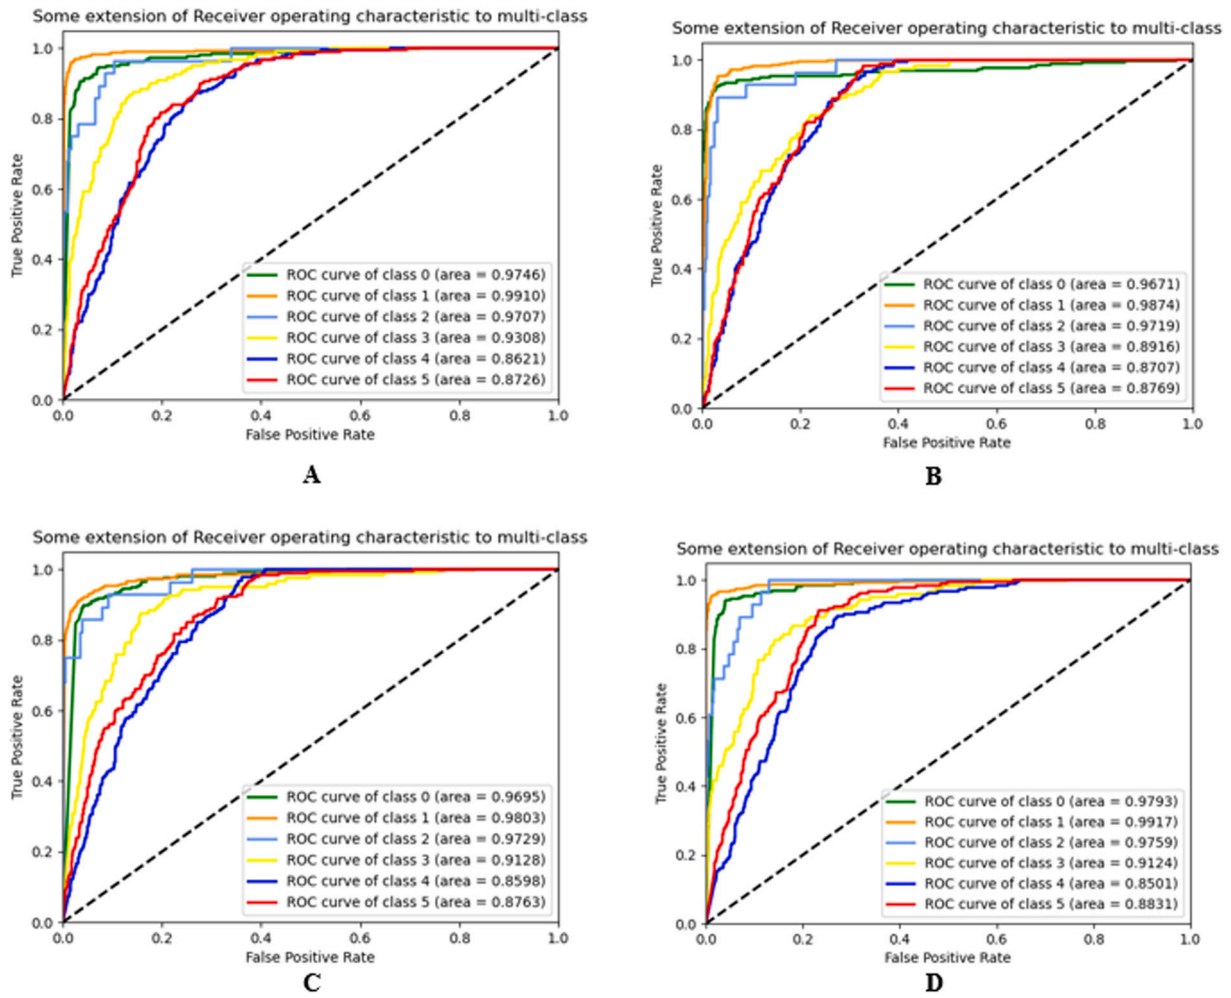 Some extension of Receiver operating characteristic to multi-class
1.0
0.8
0.6
0.4
0.2
0.0
True Positive Rate
ROC curve of class 0 (area = 0.9746)
ROC curve of class 1 (area = 0.9910)
ROC curve of class 2 (area = 0.9707)
ROC curve of class 3 (area = 0.9308)
ROC curve of class 4 (area = 0.8621)
ROC curve of class 5 (area = 0.8726)
0.0 0.2 0.4 0.6 0.8 1.0
False Positive Rate
A
Some extension of Receiver operating characteristic to multi-class
1.0
0.8
0.6
0.4
0.2
0.0
True Positive Rate
ROC curve of class 0 (area = 0.9671)
ROC curve of class 1 (area = 0.9874)
ROC curve of class 2 (area = 0.9719)
ROC curve of class 3 (area = 0.8916)
ROC curve of class 4 (area = 0.8707)
ROC curve of class 5 (area = 0.8769)
0.0 0.2 0.4 0.6 0.8 1.0
False Positive Rate
B
Some extension of Receiver operating characteristic to multi-class
1.0
0.8
0.6
0.4
0.2
0.0
True Positive Rate
ROC curve of class 0 (area = 0.9695)
ROC curve of class 1 (area = 0.9803)
ROC curve of class 2 (area = 0.9729)
ROC curve of class 3 (area = 0.9128)
ROC curve of class 4 (area = 0.8598)
ROC curve of class 5 (area = 0.8763)
0.0 0.2 0.4 0.6 0.8 1.0
False Positive Rate
C
Some extension of Receiver operating characteristic to multi-class
1.0
0.8
0.6
0.4
0.2
0.0
True Positive Rate
ROC curve of class 0 (area = 0.9793)
ROC curve of class 1 (area = 0.9917)
ROC curve of class 2 (area = 0.9759)
ROC curve of class 3 (area = 0.9124)
ROC curve of class 4 (area = 0.8501)
ROC curve of class 5 (area = 0.8831)
0.0 0.2 0.4 0.6 0.8 1.0
False Positive Rate
D